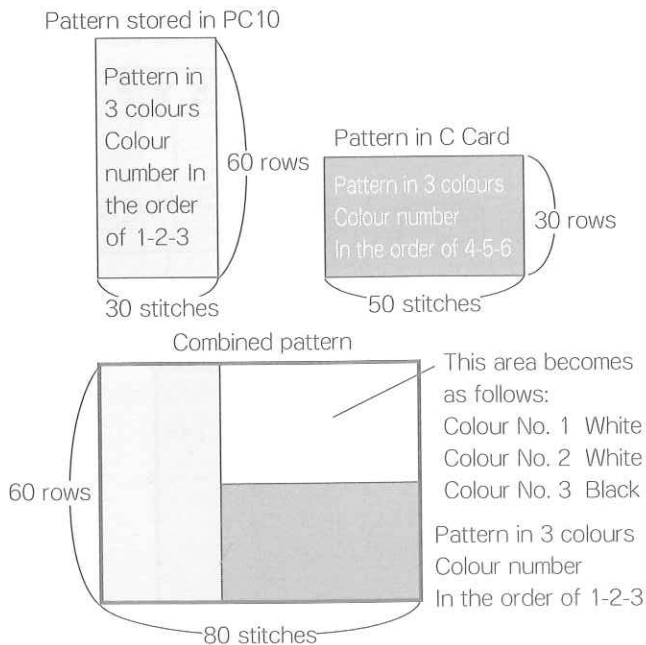 Pattern stored in PC10
Pattern in
3 colours
Colour
number In
the order
of 1-2-3
60 rows
30 stitches
Pattern in C Card
Pattern in 3 colours
Colour number
In the order of 4-5-6
30 rows
50 stitches
Combined pattern
This area becomes
as follows:
Colour No. 1 White
Colour No. 2 White
Colour No. 3 Black
60 rows
Pattern in 3 colours
Colour number
In the order of 1-2-3
80 stitches